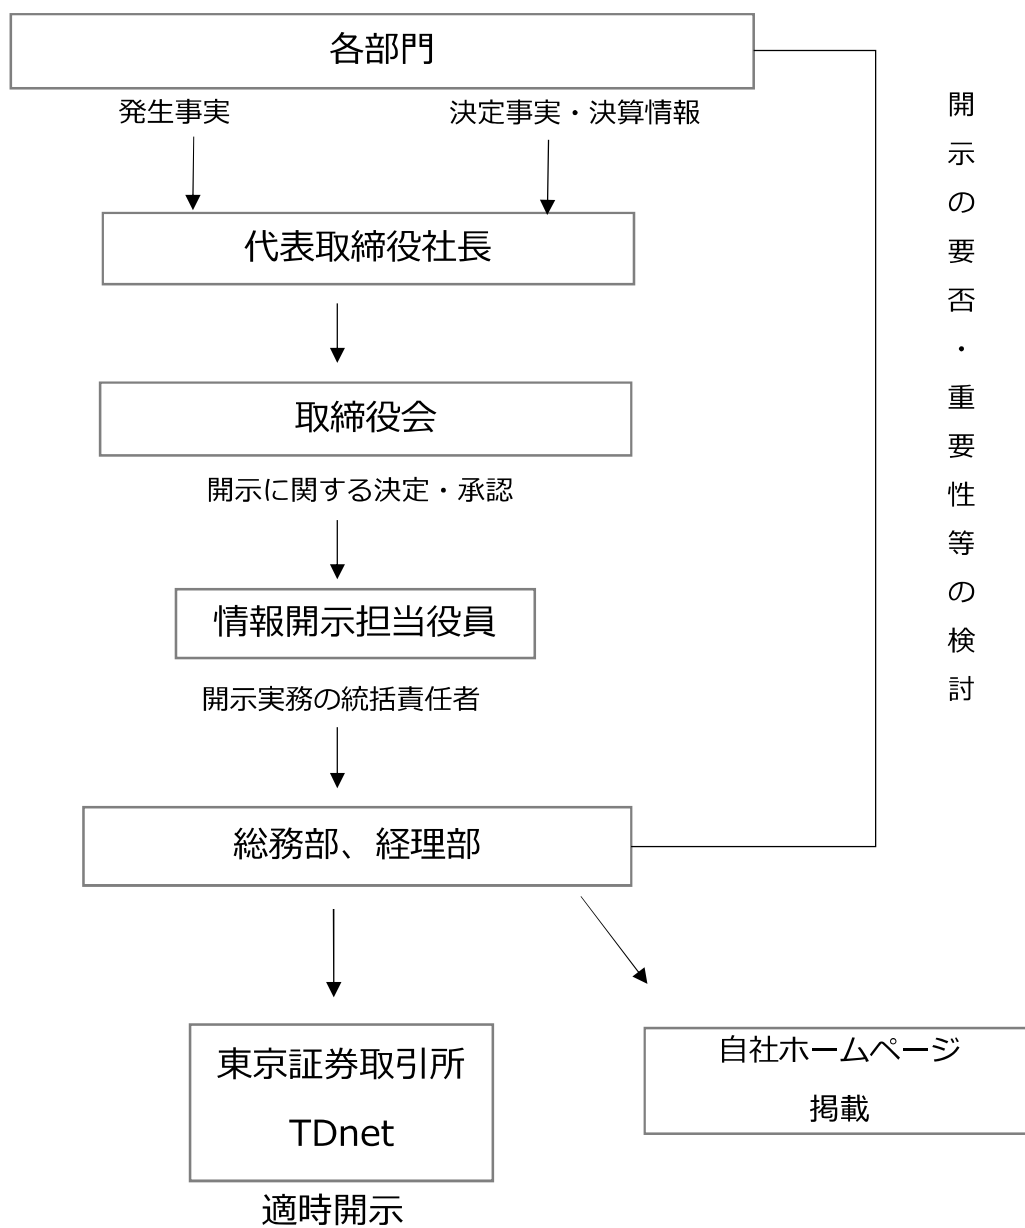 各部門
発生事実
決定事実・決算情報
代表取締役社長
取締役会
開示に関する決定・承認
情報開示担当役員
開示実務の統括責任者
総務部、経理部
開示の要否・重要性等の検討
東京証券取引所
TDnet
適時開示
自社ホームページ
掲載